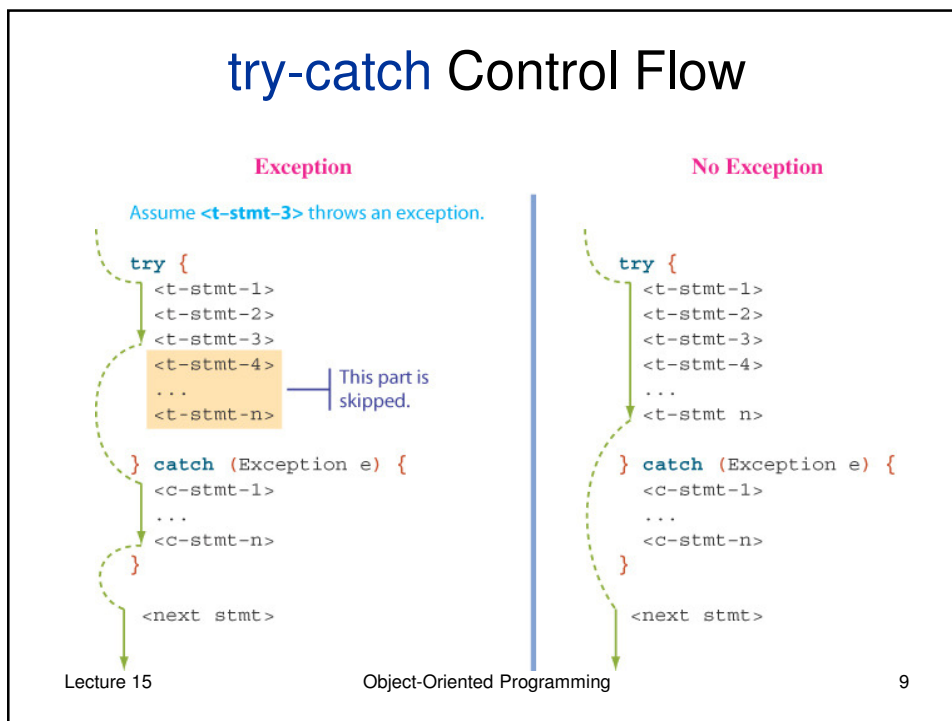 try-catch Control Flow
Exception
Assume <t-stmt-3> throws an exception.
try {
<t-stmt-1>
<t-stmt-2>
<t-stmt-3>
<t-stmt-4>
...
<t-stmt-n>
This part is
skipped.
} catch (Exception e) {
<c-stmt-1>
...
<c-stmt-n>
}
<next stmt>
No Exception
try {
<t-stmt-1>
<t-stmt-2>
<t-stmt-3>
<t-stmt-4>
...
<t-stmt n>
} catch (Exception e) {
<c-stmt-1>
...
<c-stmt-n>
}
<next stmt>
Lecture 15
Object-Oriented Programming
9